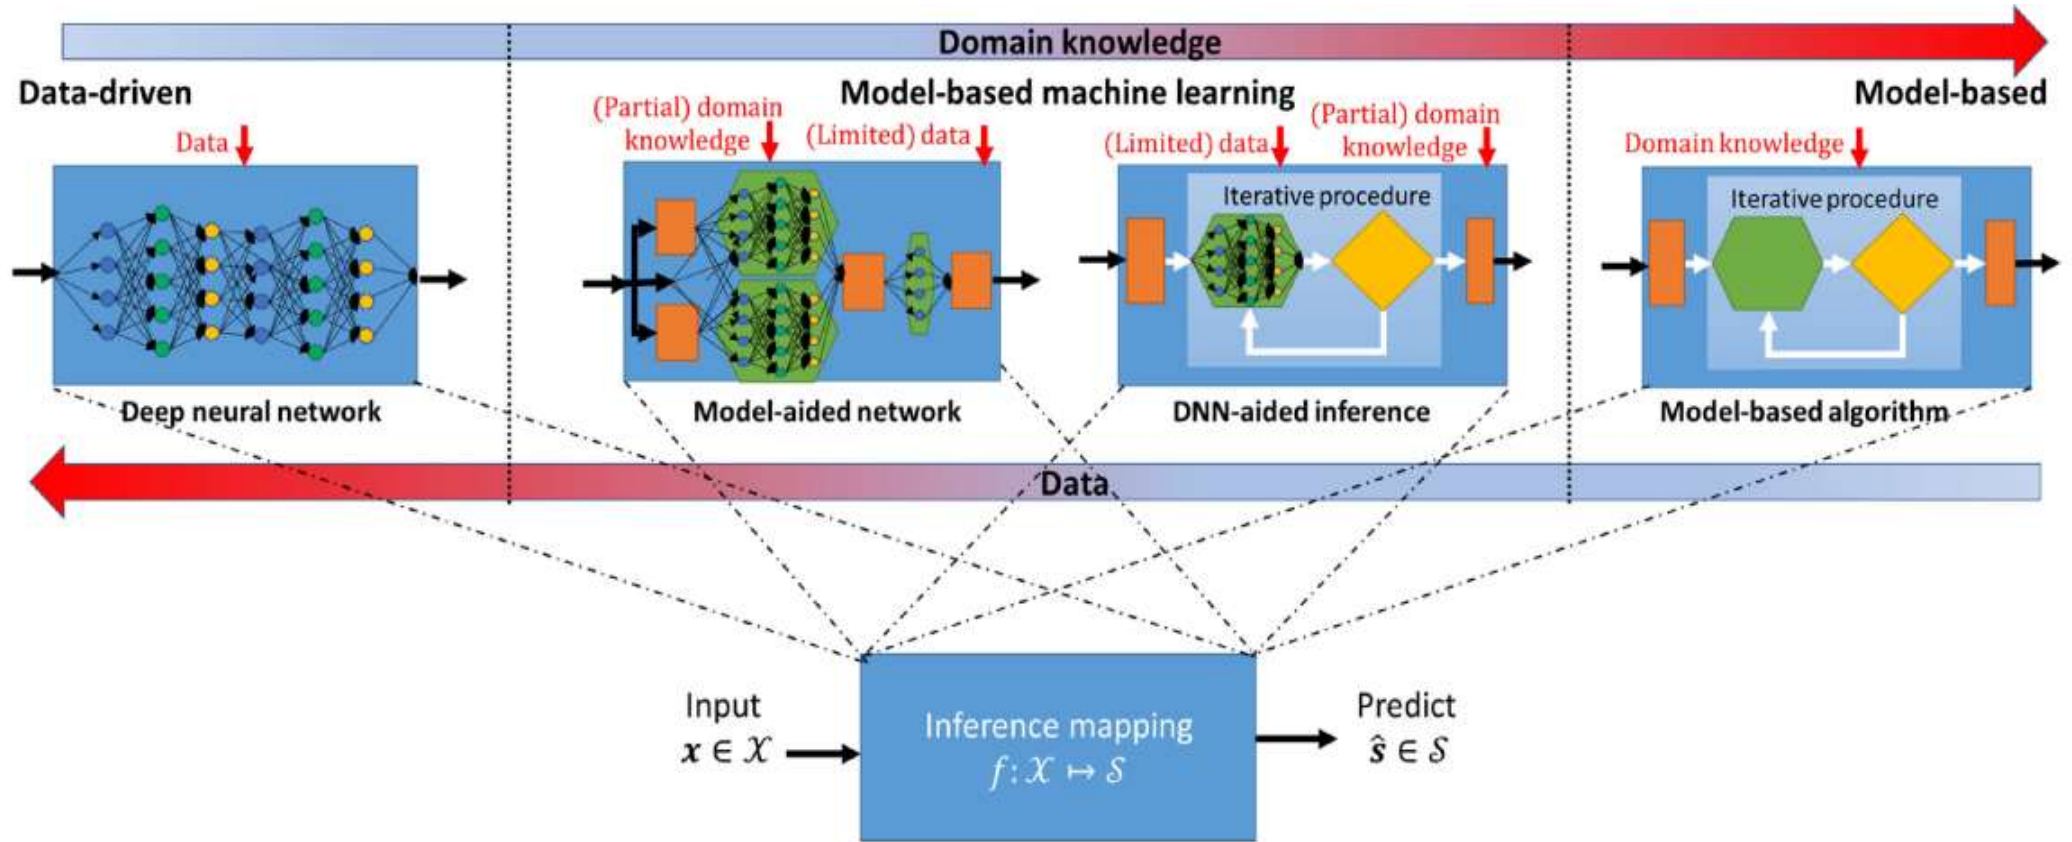 Domain knowledge
Data-driven
Model-based machine learning
Model-based
Data
(Partial) domain
knowledge
(Limited) data
(Limited) data
(Partial) domain
knowledge
Domain knowledge
Iterative procedure
Iterative procedure
Deep neural network
Model-aided network
DNN-aided inference
Model-based algorithm
Data
Input
x ∈ 𝒳
Inference mapping
f: 𝒳 ↦ 𝒮
Predict
ŝ ∈ 𝒮